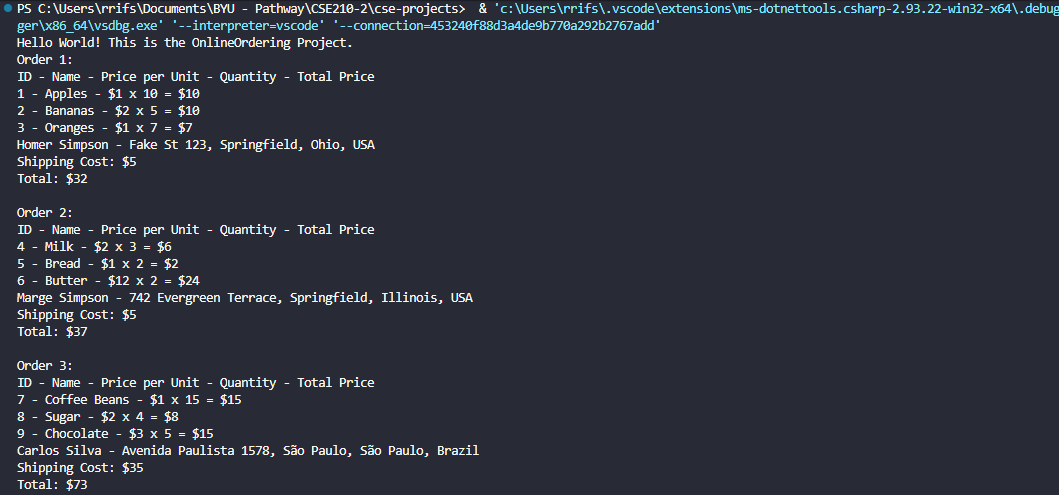 PS C:\Users\rrifs\Documents\BYU - Pathway\CSE210-2\cse-projects>  & 'c:\Users\rrifs\.vscode\extensions\ms-dotnettools.csharp-2.93.22-win32-x64\.debug
ger\x86_64\vsdbg.exe' '--interpreter=vscode' '--connection=453240f88d3a4de9b770a292b2767add'
Hello World! This is the OnlineOrdering Project.
Order 1:
ID - Name - Price per Unit - Quantity - Total Price
1 - Apples - $1 x 10 = $10
2 - Bananas - $2 x 5 = $10
3 - Oranges - $1 x 7 = $7
Homer Simpson - Fake St 123, Springfield, Ohio, USA
Shipping Cost: $5
Total: $32
Order 2:
ID - Name - Price per Unit - Quantity - Total Price
4 - Milk - $2 x 3 = $6
5 - Bread - $1 x 2 = $2
6 - Butter - $12 x 2 = $24
Marge Simpson - 742 Evergreen Terrace, Springfield, Illinois, USA
Shipping Cost: $5
Total: $37
Order 3:
ID - Name - Price per Unit - Quantity - Total Price
7 - Coffee Beans - $1 x 15 = $15
8 - Sugar - $2 x 4 = $8
9 - Chocolate - $3 x 5 = $15
Carlos Silva - Avenida Paulista 1578, São Paulo, São Paulo, Brazil
Shipping Cost: $35
Total: $73